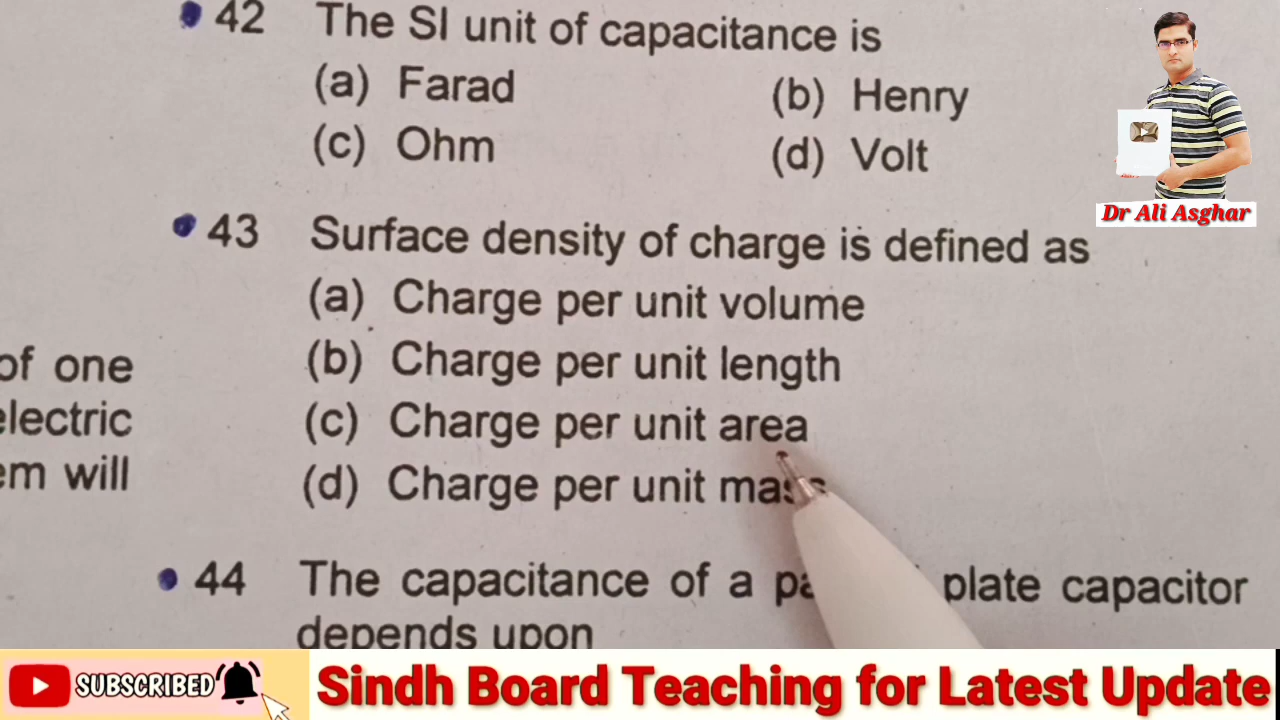 42 The SI unit of capacitance is
(a) Farad (b) Henry
(c) Ohm (d) Volt
Dr Ali Asghar
43 Surface density of charge is defined as
(a) Charge per unit volume
(b) Charge per unit length
of one
(c) Charge per unit area
electric
(d) Charge per unit mass
em will
44 The capacitance of a plate capacitor
depends upon
SUBSCRIBED
Sindh Board Teaching for Latest Update